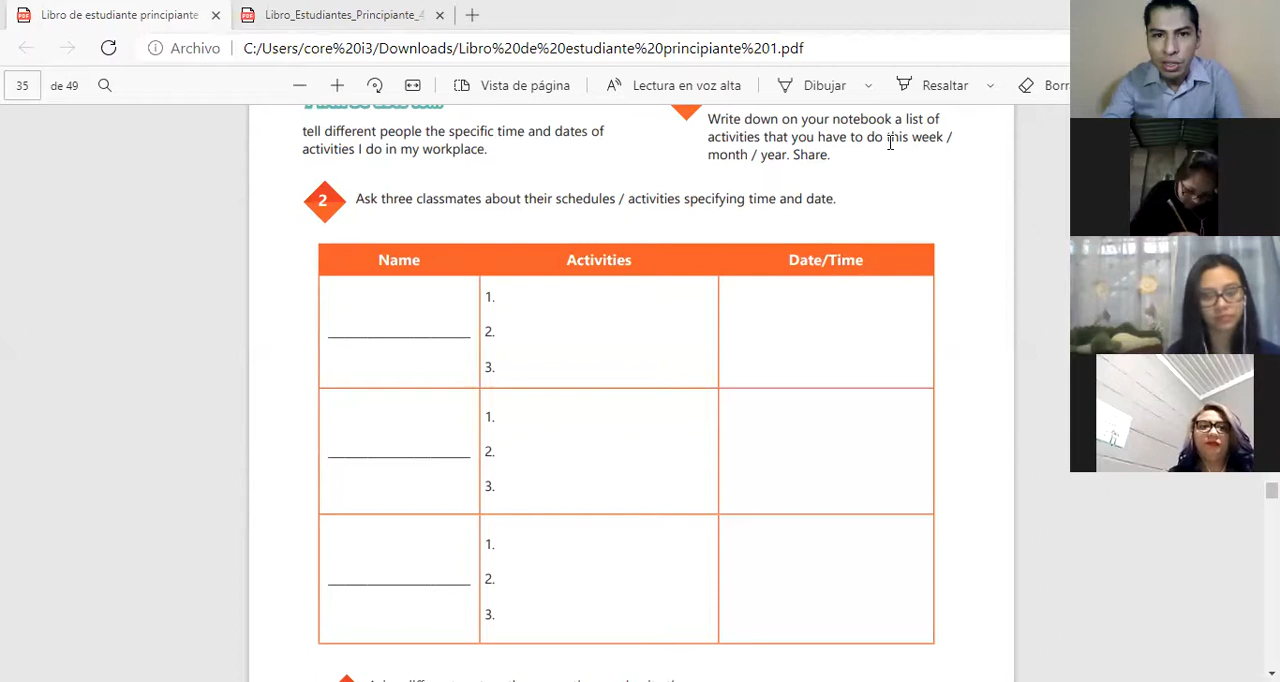 Libro de estudiante principiante
Libro_Estudiantes_Principiante_4
Archivo
C:/Users/core%20i3/Downloads/Libro%20de%20estudiante%20principiante%201.pdf
35
de 49
Vista de página
Lectura en voz alta
Dibujar
Resaltar
Borr
tell different people the specific time and dates of
activities I do in my workplace.
Write down on your notebook a list of
activities that you have to do this week /
month / year. Share.
2
Ask three classmates about their schedules / activities specifying time and date.
Name
Activities
Date/Time
1.
2.
3.
1.
2.
3.
1.
2.
3.